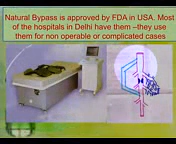 Natural Bypass is approved by FDA in USA. Most
of the hospitals in Delhi have them –they use
them for non operable or complicated cases